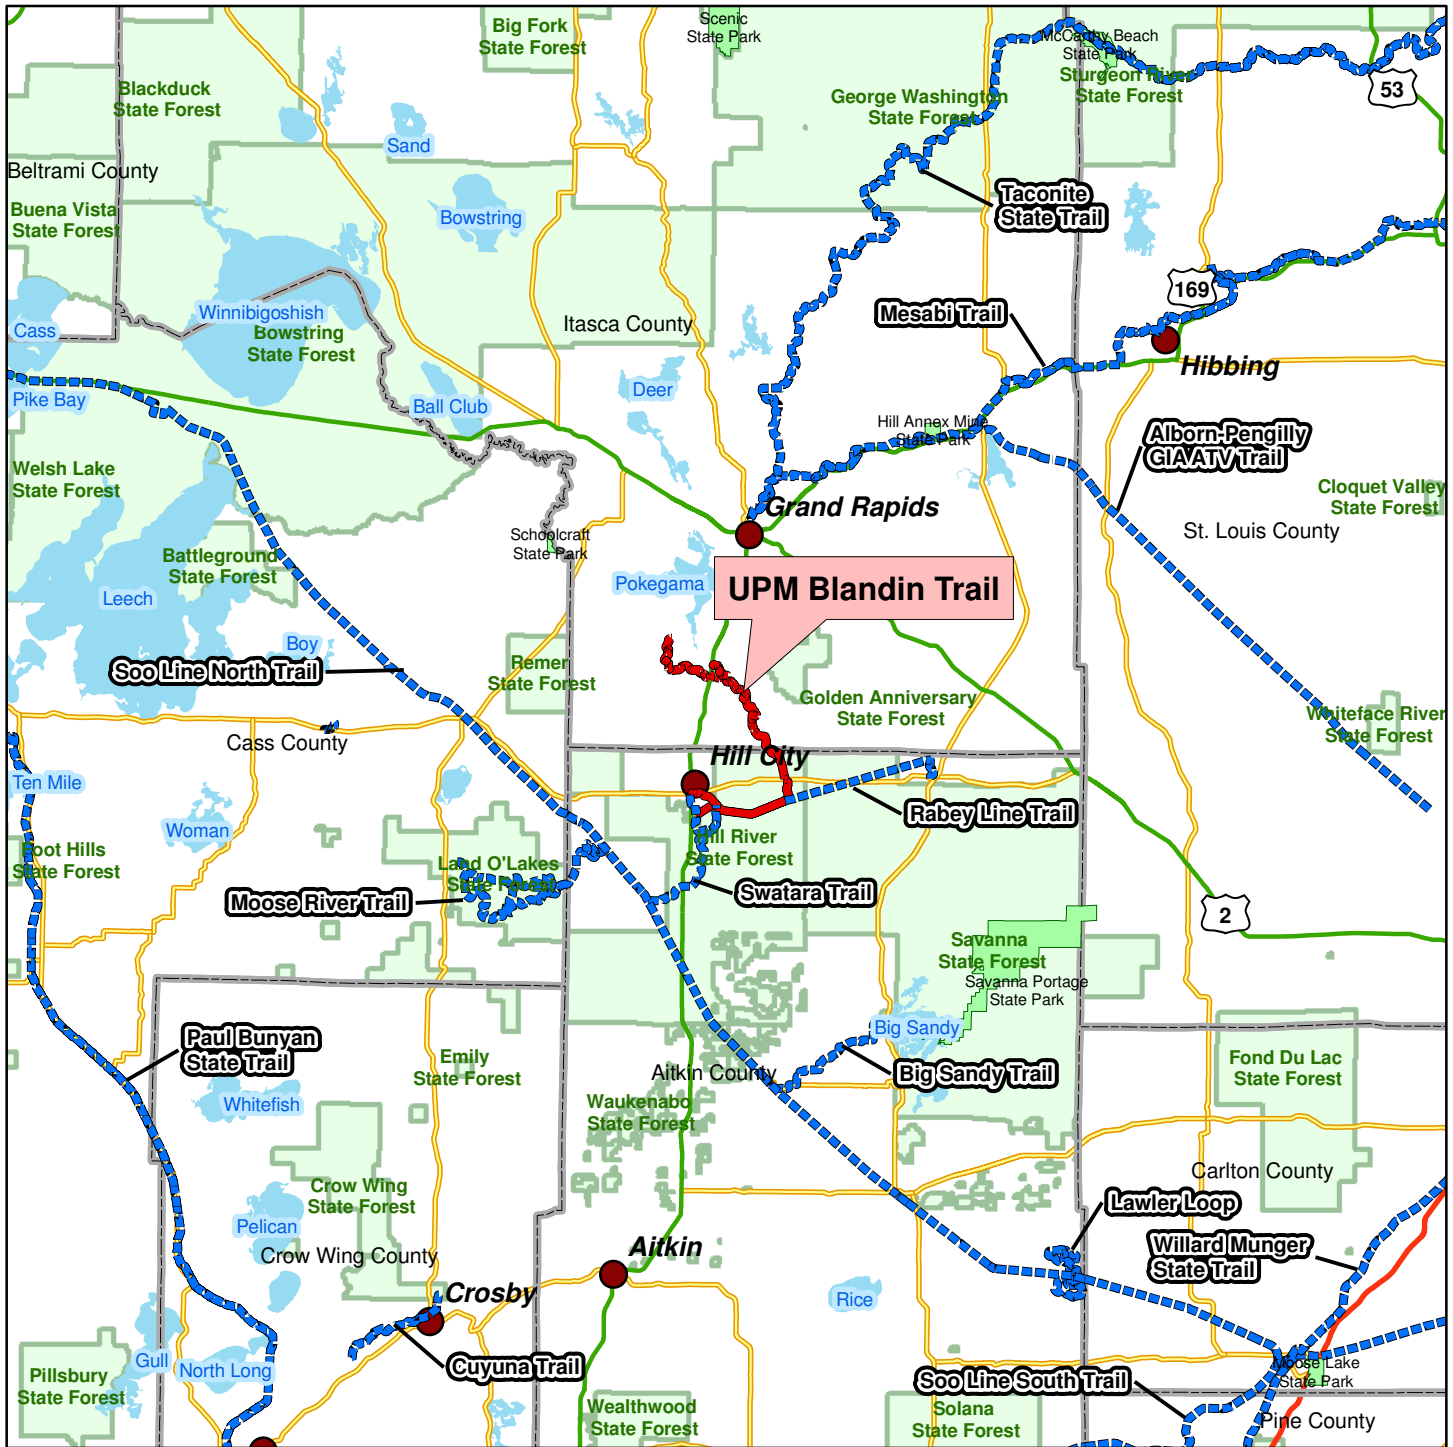 Scenic
State Park
Big Fork
State Forest
McCarthy Beach
State Park
Sturgeon River
State Forest
53
Blackduck
State Forest
George Washington
State Forest
Sand
Beltrami County
Taconite
State Trail
Buena Vista
State Forest
Bowstring
169
Winnibigoshish
Mesabi Trail
Itasca County
Cass
Bowstring
State Forest
Hibbing
Deer
Pike Bay
Ball Club
Hill Annex Mine
State Park
Alborn-Pengilly
GIA ATV Trail
Welsh Lake
State Forest
Cloquet Valley
State Forest
Grand Rapids
St. Louis County
Schoolcraft
State Park
Battleground
State Forest
Pokegama
UPM Blandin Trail
Leech
Boy
Soo Line North Trail
Remer
State Forest
Golden Anniversary
State Forest
Whiteface River
State Forest
Cass County
Hill City
Ten Mile
Rabey Line Trail
Woman
Hill River
State Forest
Foot Hills
State Forest
Land O'Lakes
State Forest
Moose River Trail
Swatara Trail
2
Savanna
State Forest
Savanna Portage
State Park
Big Sandy
Paul Bunyan
State Trail
Emily
State Forest
Aitkin County
Big Sandy Trail
Fond Du Lac
State Forest
Whitefish
Waukenabo
State Forest
Carlton County
Crow Wing
State Forest
Lawler Loop
Pelican
Crow Wing County
Aitkin
Willard Munger
State Trail
Crosby
Rice
Gull
North Long
Cuyuna Trail
Moose Lake
State Park
Pillsbury
State Forest
Soo Line South Trail
Wealthwood
State Forest
Solana
State Forest
Pine County